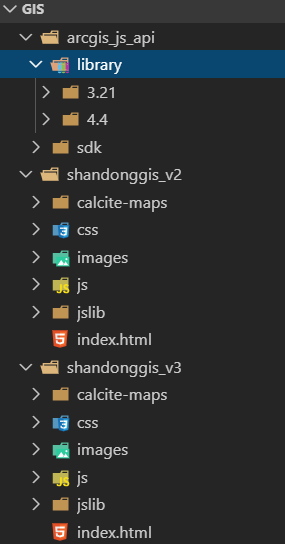 GIS
arcgis_js_api
library
3.21
4.4
sdk
shandonggis_v2
calcite-maps
css
images
js
jslib
index.html
shandonggis_v3
calcite-maps
css
images
js
jslib
index.html